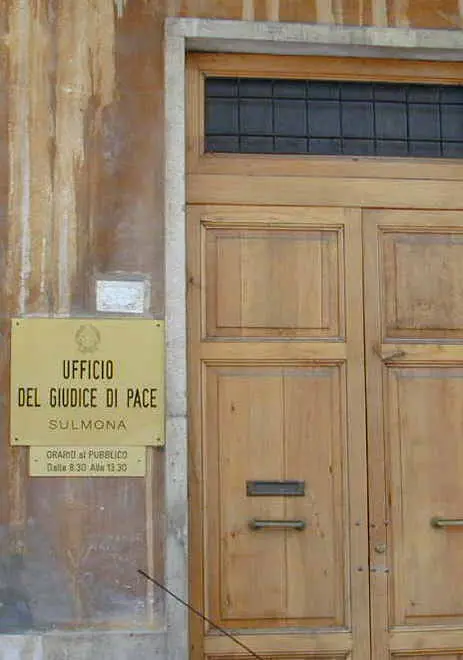 UFFICIO
DEL GIUDICE DI PACE
SULMONA
ORARIO al PUBBLICO
Dalle 8.30 Alle 13.30